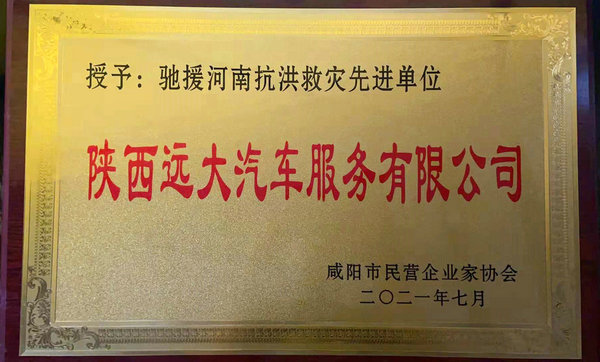 授予：驰援河南抗洪救灾先进单位
陕西远大汽车服务有限公司
咸阳市民营企业家协会
二〇二一年七月